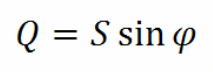 Q = S sin φ